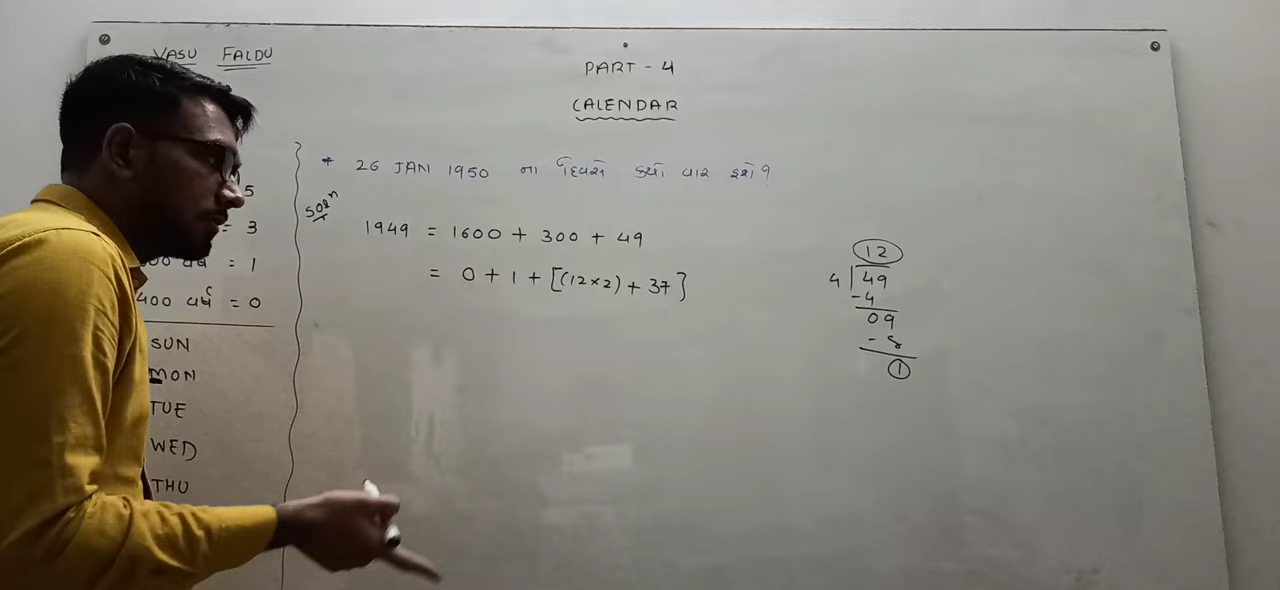 VASU FALDU
PART - 4
CALENDAR
* 26 JAN 1950 ના દિવસે કયો વાર હશે?
5
= 3
વર્ષ = 1
400 વર્ષ = 0
SUN
MON
TUE
WED
THU
Solⁿ
1949 = 1600 + 300 + 49
= 0 + 1 + [(12×2) + 37]
12
4 49
-4
09
- 8
1